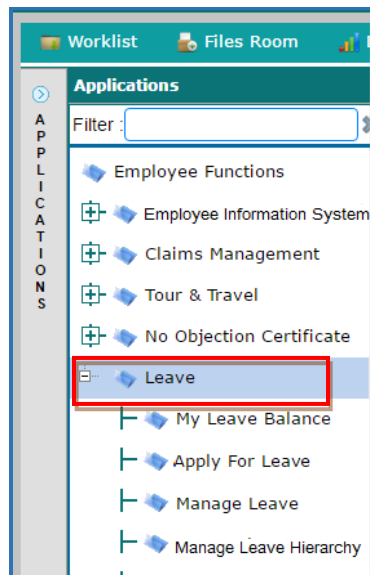 Worklist Files Room
Applications
APPLICATIONS
Filter :
Employee Functions
Employee Information System
Claims Management
Tour & Travel
No Objection Certificate
Leave
My Leave Balance
Apply For Leave
Manage Leave
Manage Leave Hierarchy